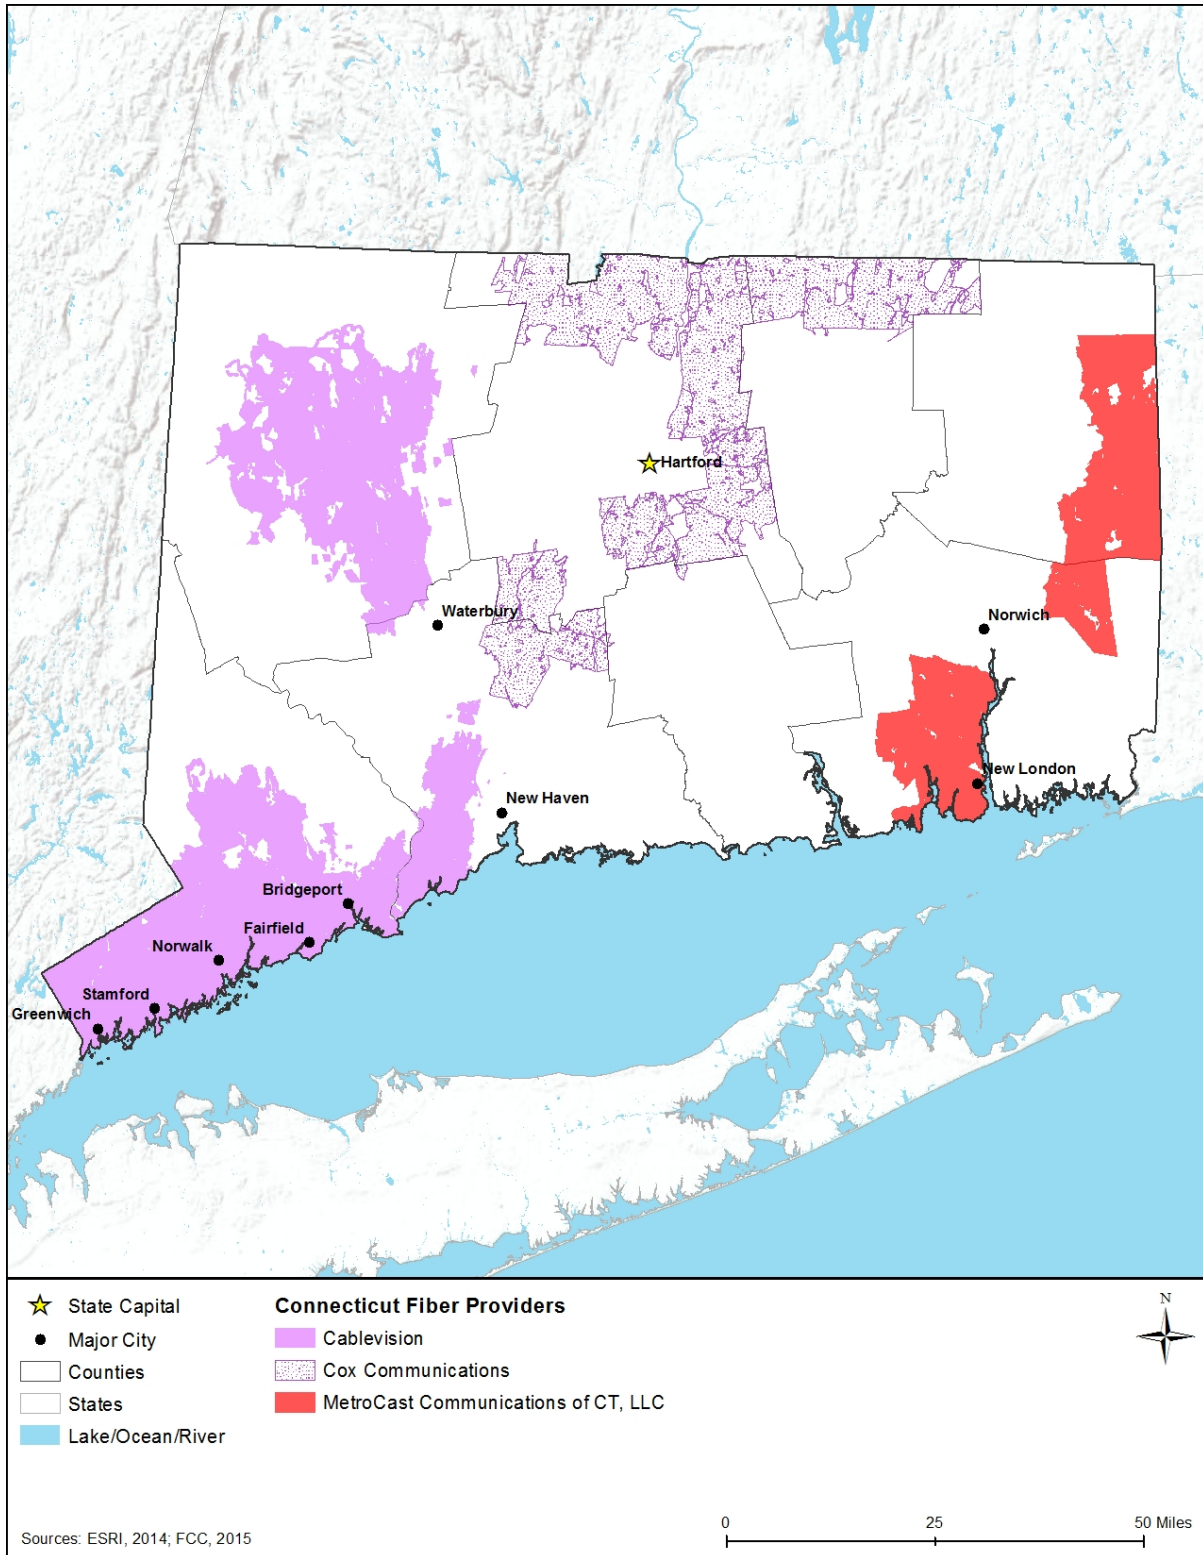 Hartford
Waterbury
Norwich
New London
New Haven
Bridgeport
Fairfield
Norwalk
Stamford
Greenwich
State Capital
Major City
Counties
States
Lake/Ocean/River
Connecticut Fiber Providers
Cablevision
Cox Communications
MetroCast Communications of CT, LLC
N
Sources: ESRI, 2014; FCC, 2015
0 25 50 Miles